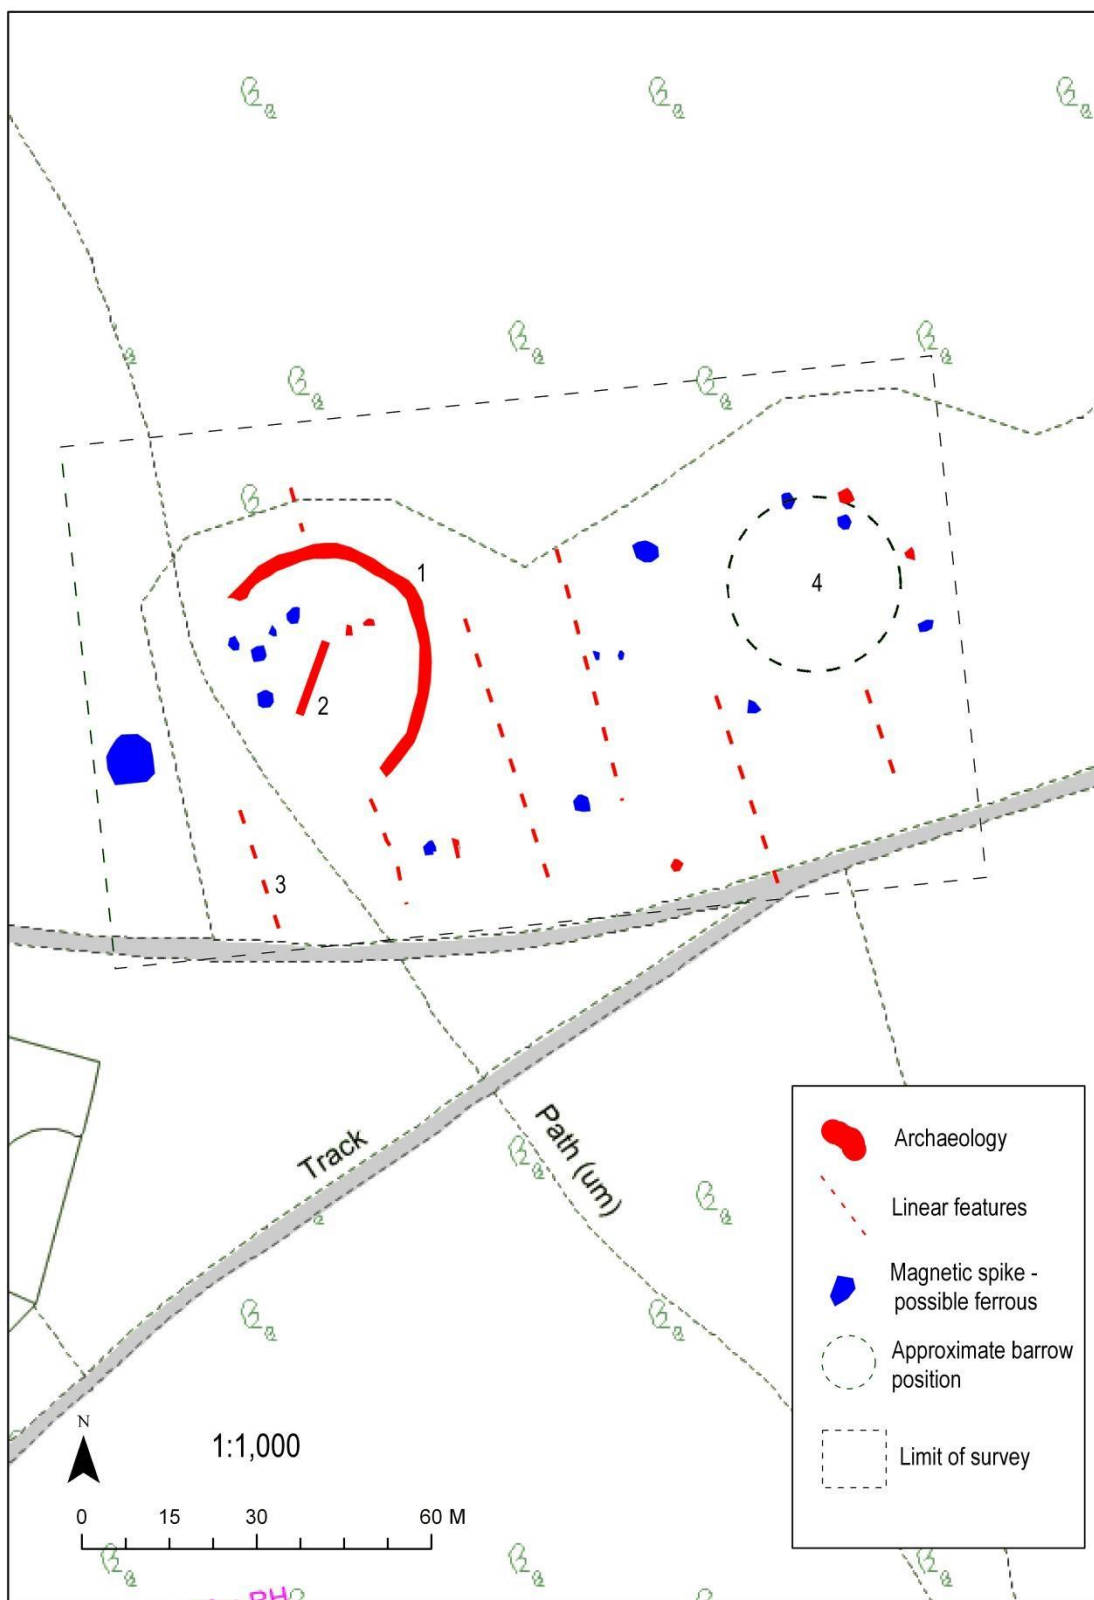 1
4
2
3
Track
Path (um)
Archaeology
Linear features
Magnetic spike -
possible ferrous
Approximate barrow
position
Limit of survey
N
1:1,000
0 15 30 60 M